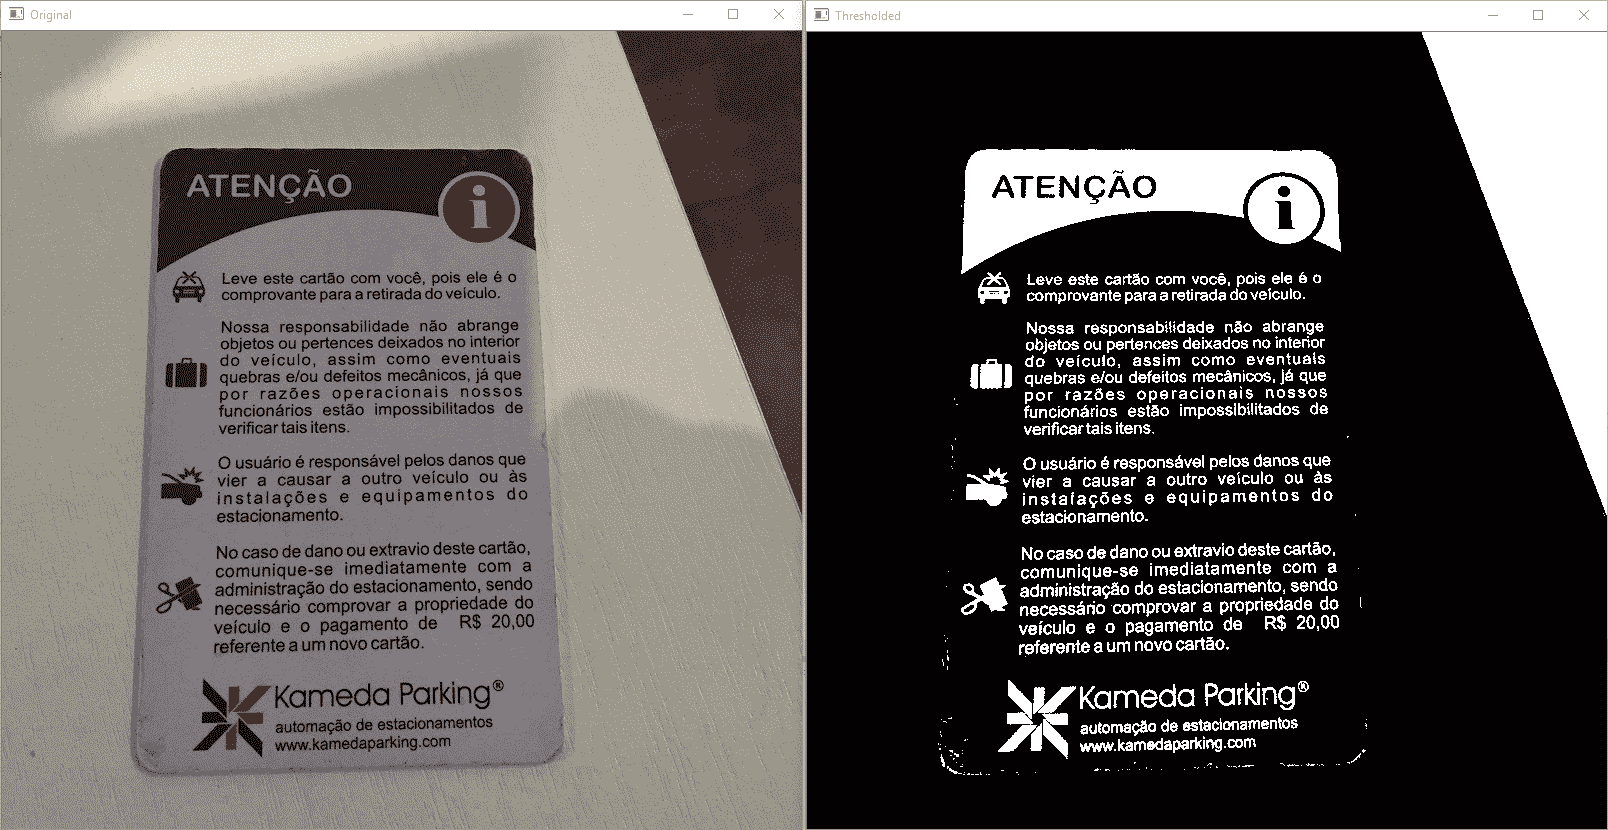 Original
Thresholded
ATENÇÃO
i
Leve este cartão com você, pois ele é o
comprovante para a retirada do veículo.
Nossa responsabilidade não abrange
objetos ou pertences deixados no interior
do veículo, assim como eventuais
quebras e/ou defeitos mecânicos, já que
por razões operacionais nossos
funcionários estão impossibilitados de
verificar tais itens.
O usuário é responsável pelos danos que
vier a causar a outro veículo ou às
instalações e equipamentos do
estacionamento.
No caso de dano ou extravio deste cartão,
comunique-se imediatamente com a
administração do estacionamento, sendo
necessário comprovar a propriedade do
veículo e o pagamento de R$ 20,00
referente a um novo cartão.
Kameda Parking®
automação de estacionamentos
www.kamedaparking.com
ATENÇÃO
i
Leve este cartão com você, pois ele é o
comprovante para a retirada do veículo.
Nossa responsabilidade não abrange
objetos ou pertences deixados no interior
do veículo, assim como eventuais
quebras e/ou defeitos mecânicos, já que
por razões operacionais nossos
funcionários estão impossibilitados de
verificar tais itens.
O usuário é responsável pelos danos que
vier a causar a outro veículo ou às
instalações e equipamentos do
estacionamento.
No caso de dano ou extravio deste cartão,
comunique-se imediatamente com a
administração do estacionamento, sendo
necessário comprovar a propriedade do
veículo e o pagamento de R$ 20,00
referente a um novo cartão.
Kameda Parking®
automação de estacionamentos
www.kamedaparking.com